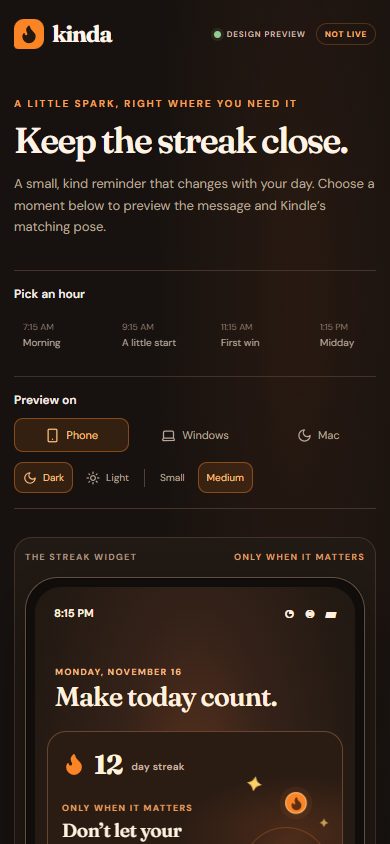 kinda
DESIGN PREVIEW
NOT LIVE
A LITTLE SPARK, RIGHT WHERE YOU NEED IT
Keep the streak close.
A small, kind reminder that changes with your day. Choose a
moment below to preview the message and Kindle’s
matching pose.
Pick an hour
7:15 AM
Morning
9:15 AM
A little start
11:15 AM
First win
1:15 PM
Midday
Preview on
Phone
Windows
Mac
Dark
Light
Small
Medium
THE STREAK WIDGET
ONLY WHEN IT MATTERS
8:15 PM
MONDAY, NOVEMBER 16
Make today count.
12 day streak
ONLY WHEN IT MATTERS
Don’t let your